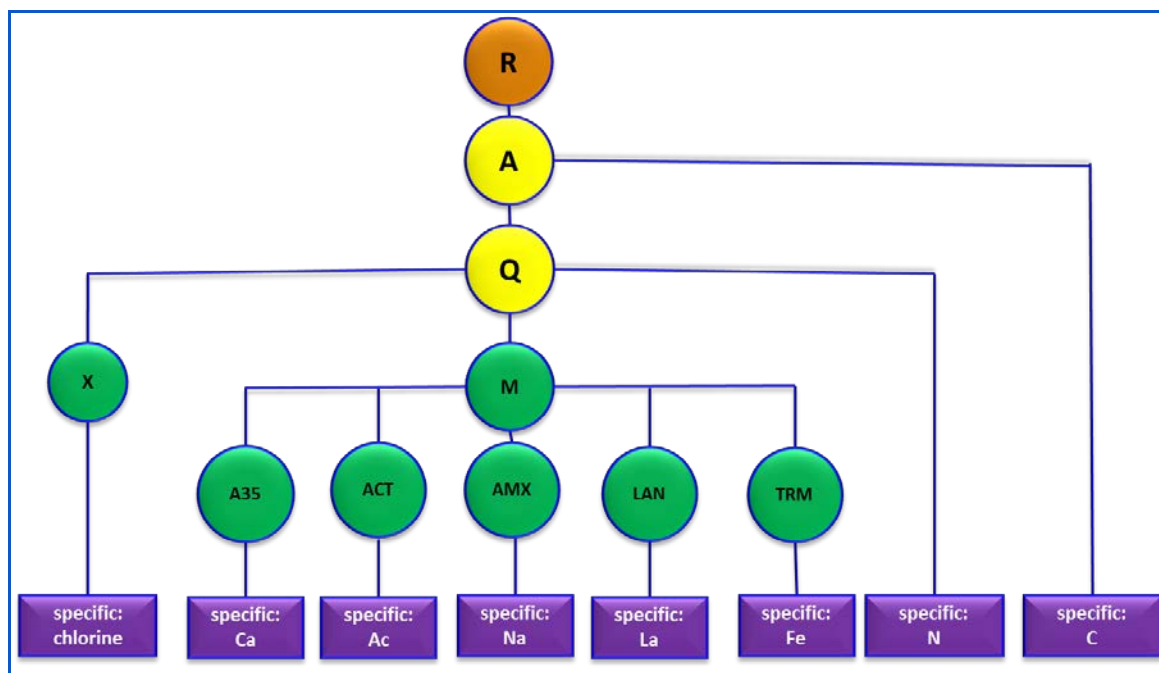 R
A
Q
X
M
A35
ACT
AMX
LAN
TRM
specific:
chlorine
specific:
Ca
specific:
Ac
specific:
Na
specific:
La
specific:
Fe
specific:
N
specific:
C